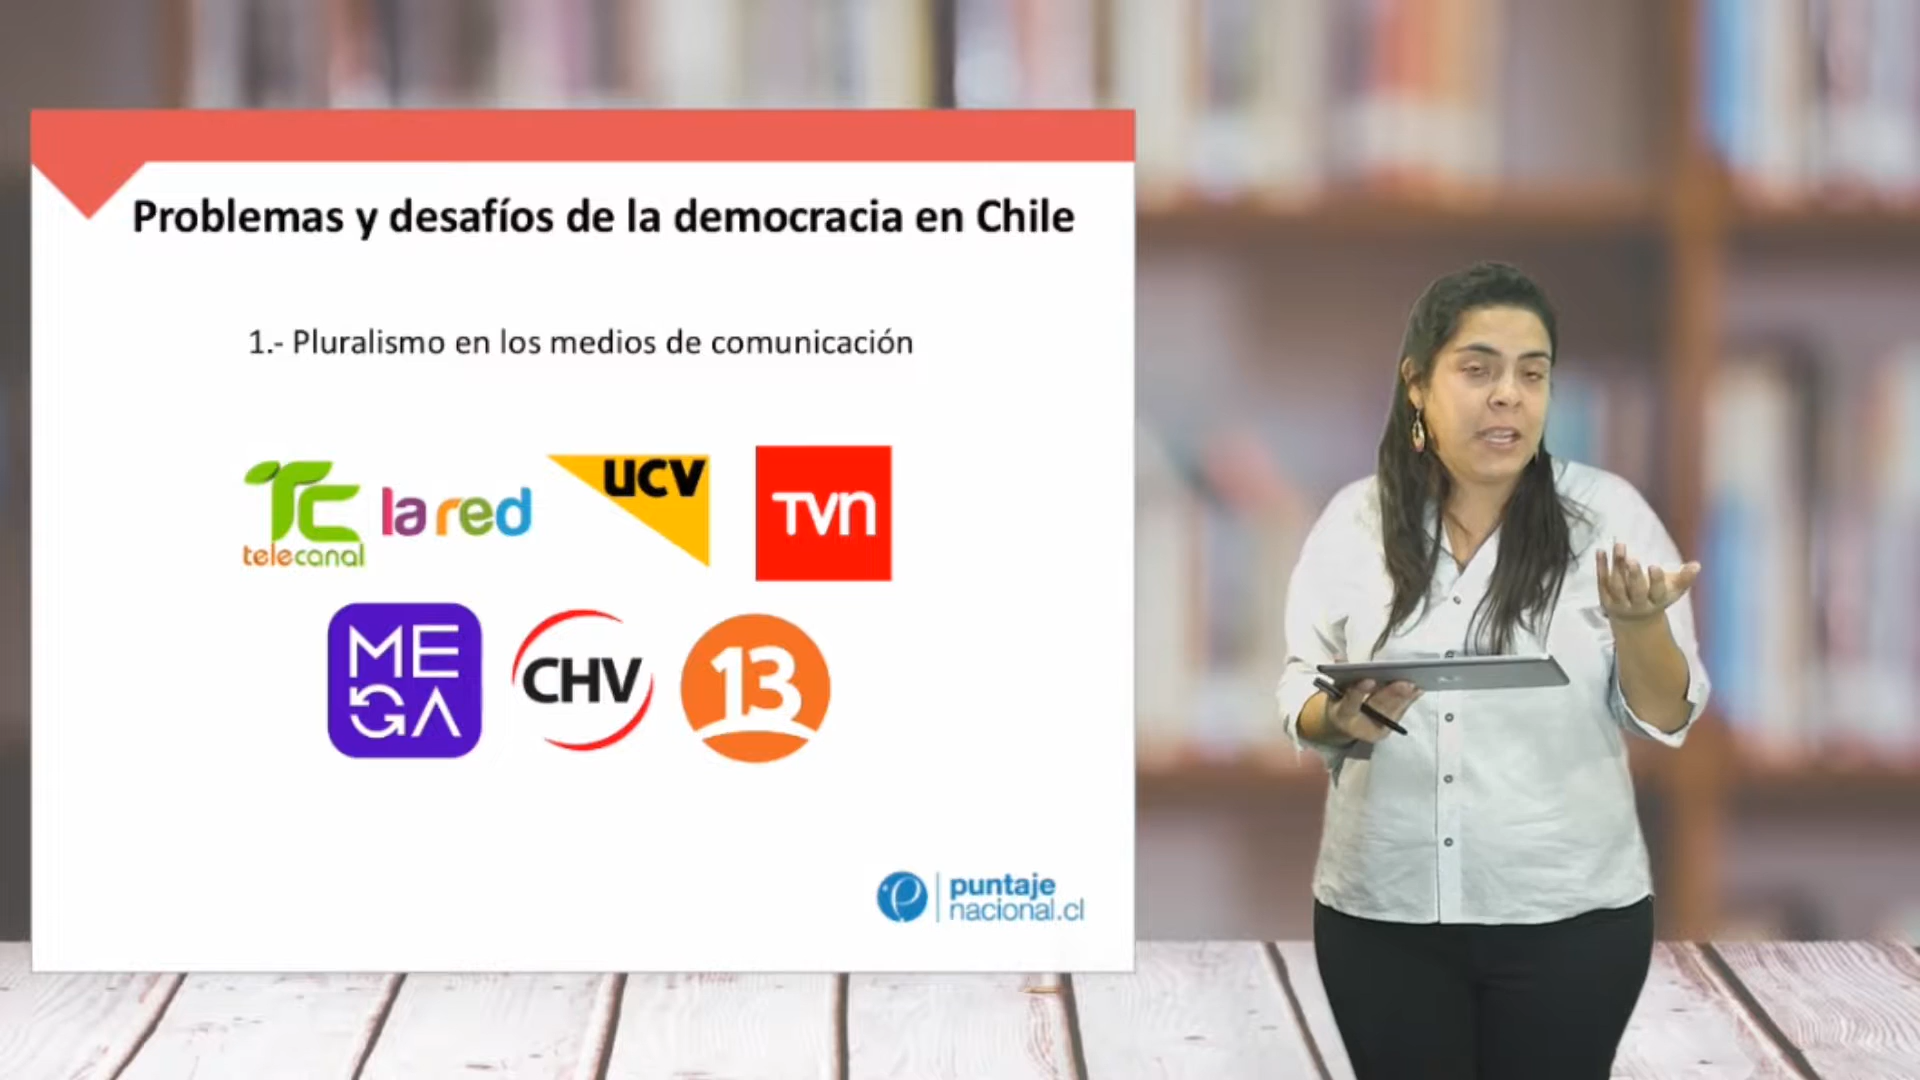 Problemas y desafíos de la democracia en Chile
1.- Pluralismo en los medios de comunicación
TC
telecanal
la red
UCV
TVN
MEGA
CHV
13
puntaje
nacional.cl